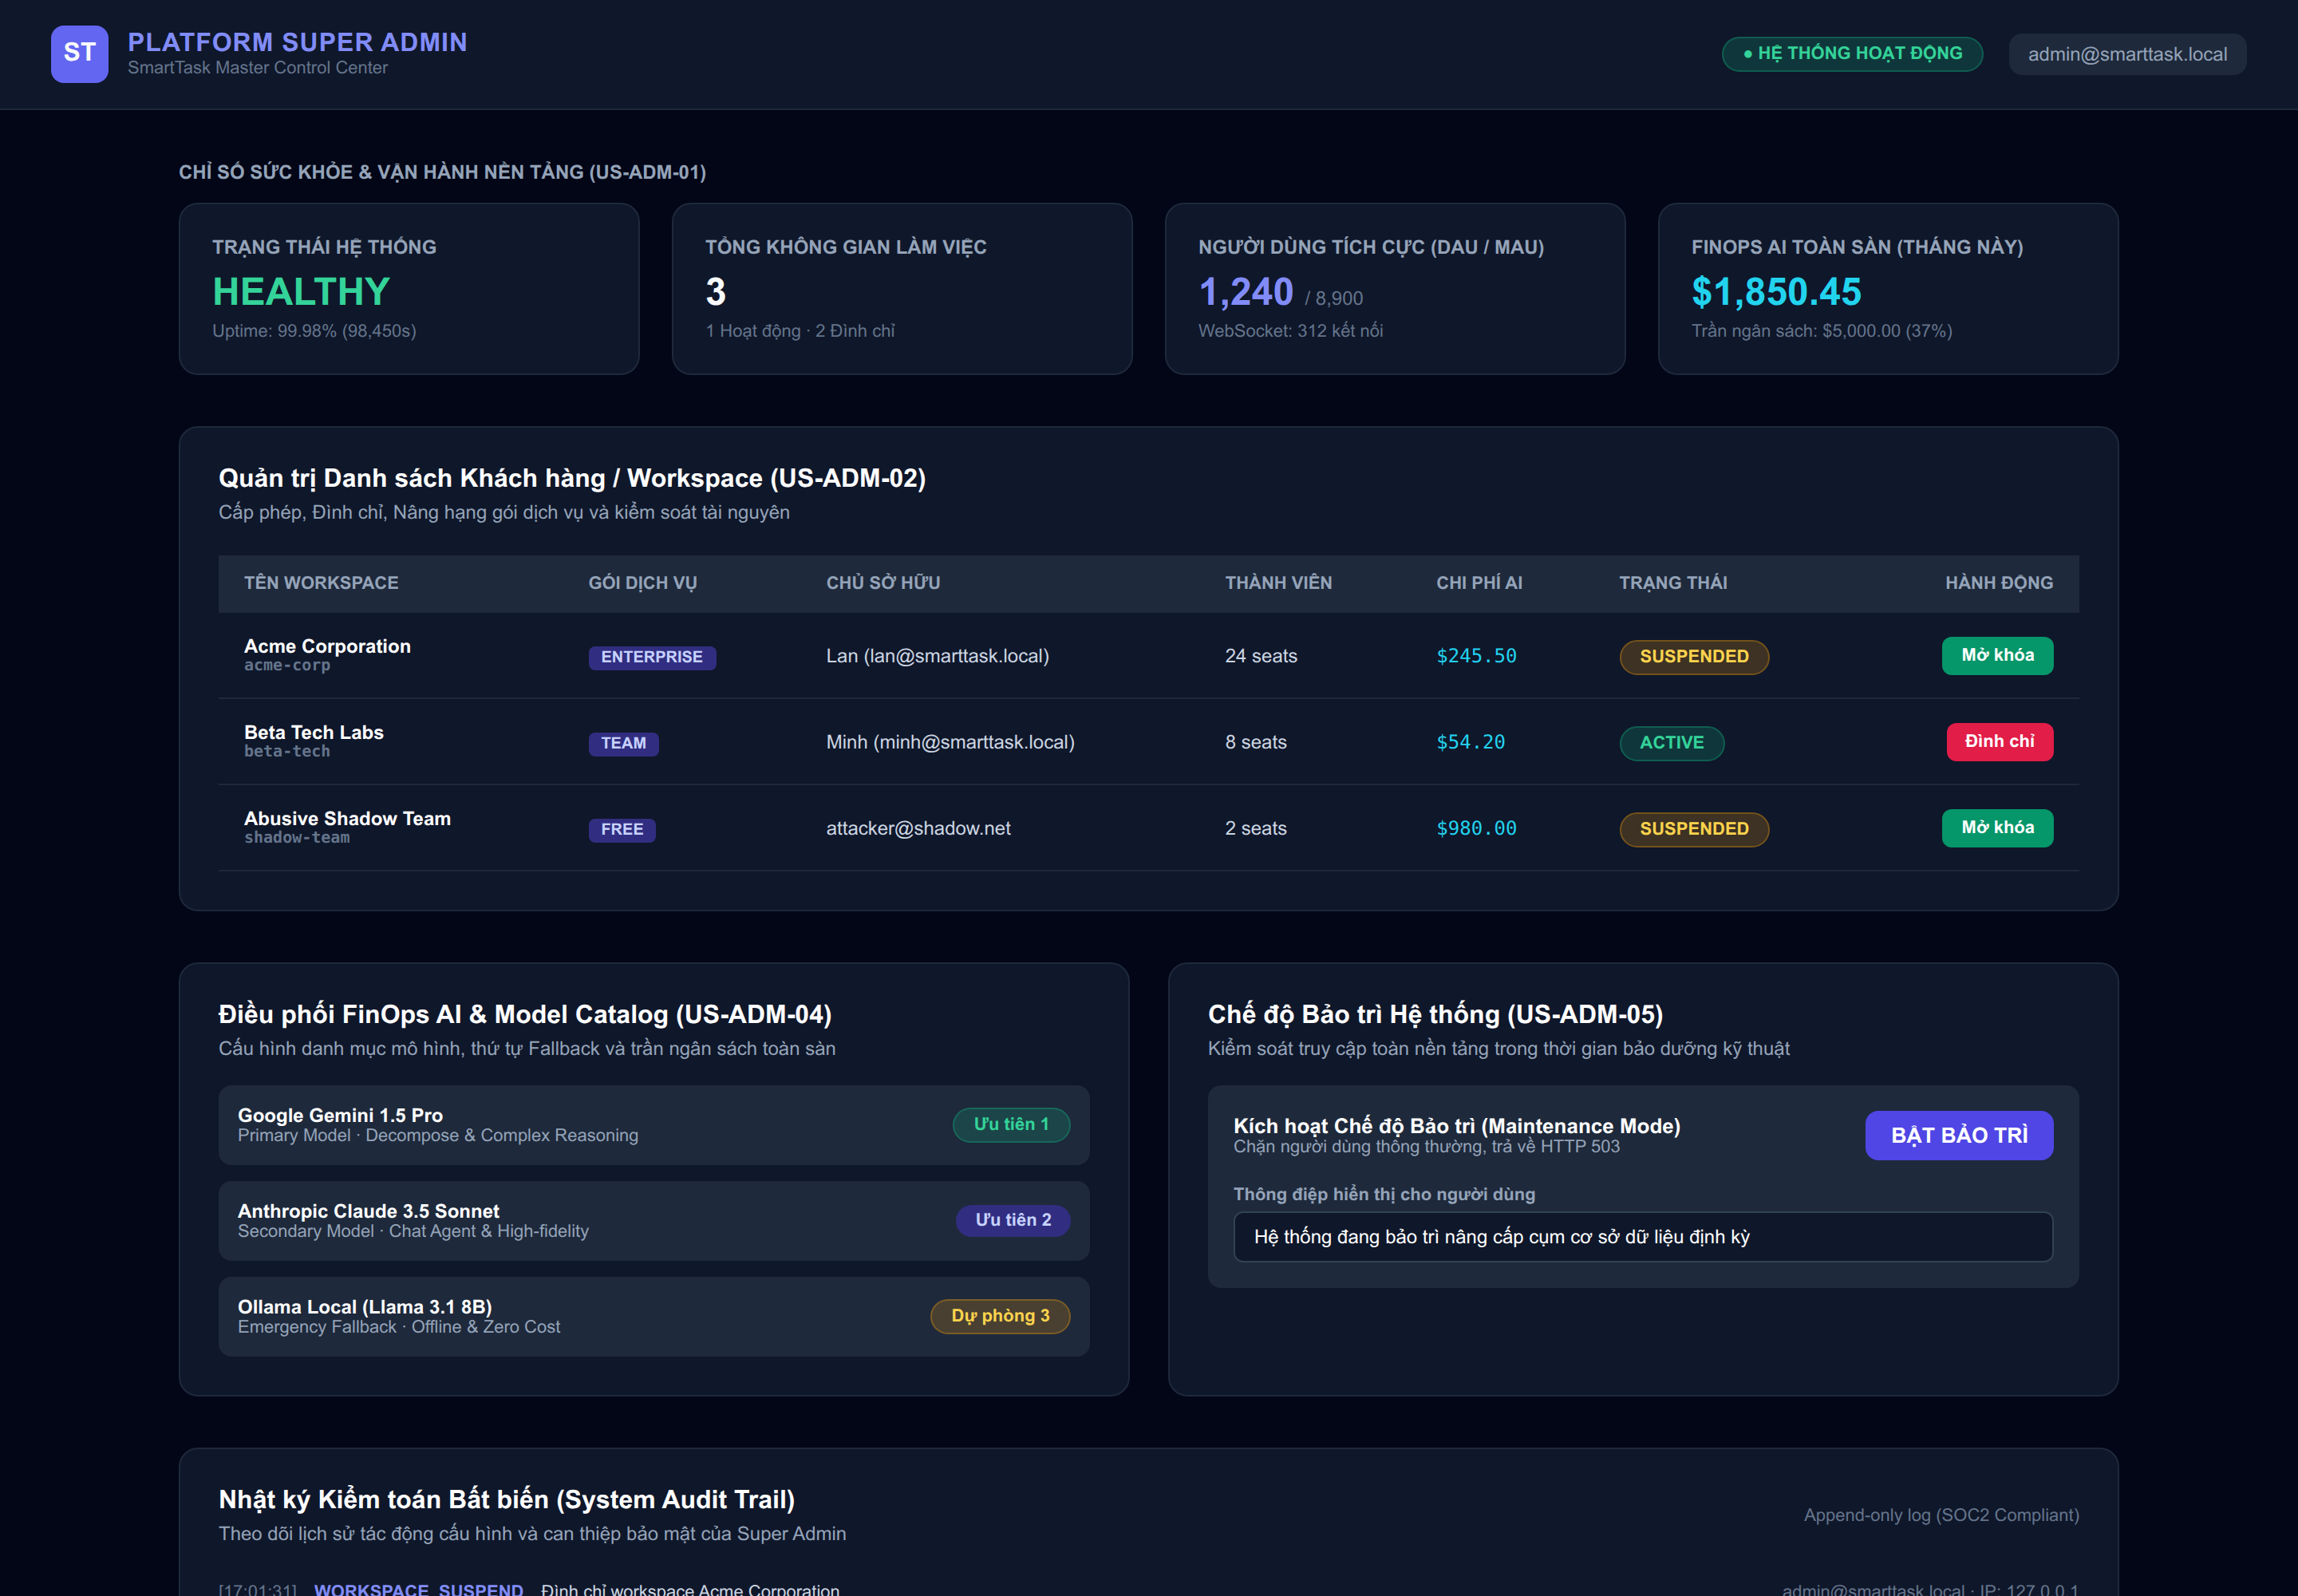 ST
PLATFORM SUPER ADMIN
SmartTask Master Control Center
● HỆ THỐNG HOẠT ĐỘNG
admin@smarttask.local
CHỈ SỐ SỨC KHỎE & VẬN HÀNH NỀN TẢNG (US-ADM-01)
TRẠNG THÁI HỆ THỐNG
HEALTHY
Uptime: 99.98% (98,450s)
TỔNG KHÔNG GIAN LÀM VIỆC
3
1 Hoạt động · 2 Đình chỉ
NGƯỜI DÙNG TÍCH CỰC (DAU / MAU)
1,240 / 8,900
WebSocket: 312 kết nối
FINOPS AI TOÀN SÀN (THÁNG NÀY)
$1,850.45
Trần ngân sách: $5,000.00 (37%)
Quản trị Danh sách Khách hàng / Workspace (US-ADM-02)
Cấp phép, Đình chỉ, Nâng hạng gói dịch vụ và kiểm soát tài nguyên
TÊN WORKSPACE GÓI DỊCH VỤ CHỦ SỞ HỮU THÀNH VIÊN CHI PHÍ AI TRẠNG THÁI HÀNH ĐỘNG
Acme Corporation
acme-corp
ENTERPRISE Lan (lan@smarttask.local) 24 seats $245.50 SUSPENDED Mở khóa
Beta Tech Labs
beta-tech
TEAM Minh (minh@smarttask.local) 8 seats $54.20 ACTIVE Đình chỉ
Abusive Shadow Team
shadow-team
FREE attacker@shadow.net 2 seats $980.00 SUSPENDED Mở khóa
Điều phối FinOps AI & Model Catalog (US-ADM-04)
Cấu hình danh mục mô hình, thứ tự Fallback và trần ngân sách toàn sàn
Google Gemini 1.5 Pro
Primary Model · Decompose & Complex Reasoning
Ưu tiên 1
Anthropic Claude 3.5 Sonnet
Secondary Model · Chat Agent & High-fidelity
Ưu tiên 2
Ollama Local (Llama 3.1 8B)
Emergency Fallback · Offline & Zero Cost
Dự phòng 3
Chế độ Bảo trì Hệ thống (US-ADM-05)
Kiểm soát truy cập toàn nền tảng trong thời gian bảo dưỡng kỹ thuật
Kích hoạt Chế độ Bảo trì (Maintenance Mode)
Chặn người dùng thông thường, trả về HTTP 503
BẬT BẢO TRÌ
Thông điệp hiển thị cho người dùng
Hệ thống đang bảo trì nâng cấp cụm cơ sở dữ liệu định kỳ
Nhật ký Kiểm toán Bất biến (System Audit Trail)
Theo dõi lịch sử tác động cấu hình và can thiệp bảo mật của Super Admin
Append-only log (SOC2 Compliant)
[17:01:31] WORKSPACE_SUSPEND Đình chỉ workspace Acme Corporation admin@smarttask.local · IP: 127.0.0.1